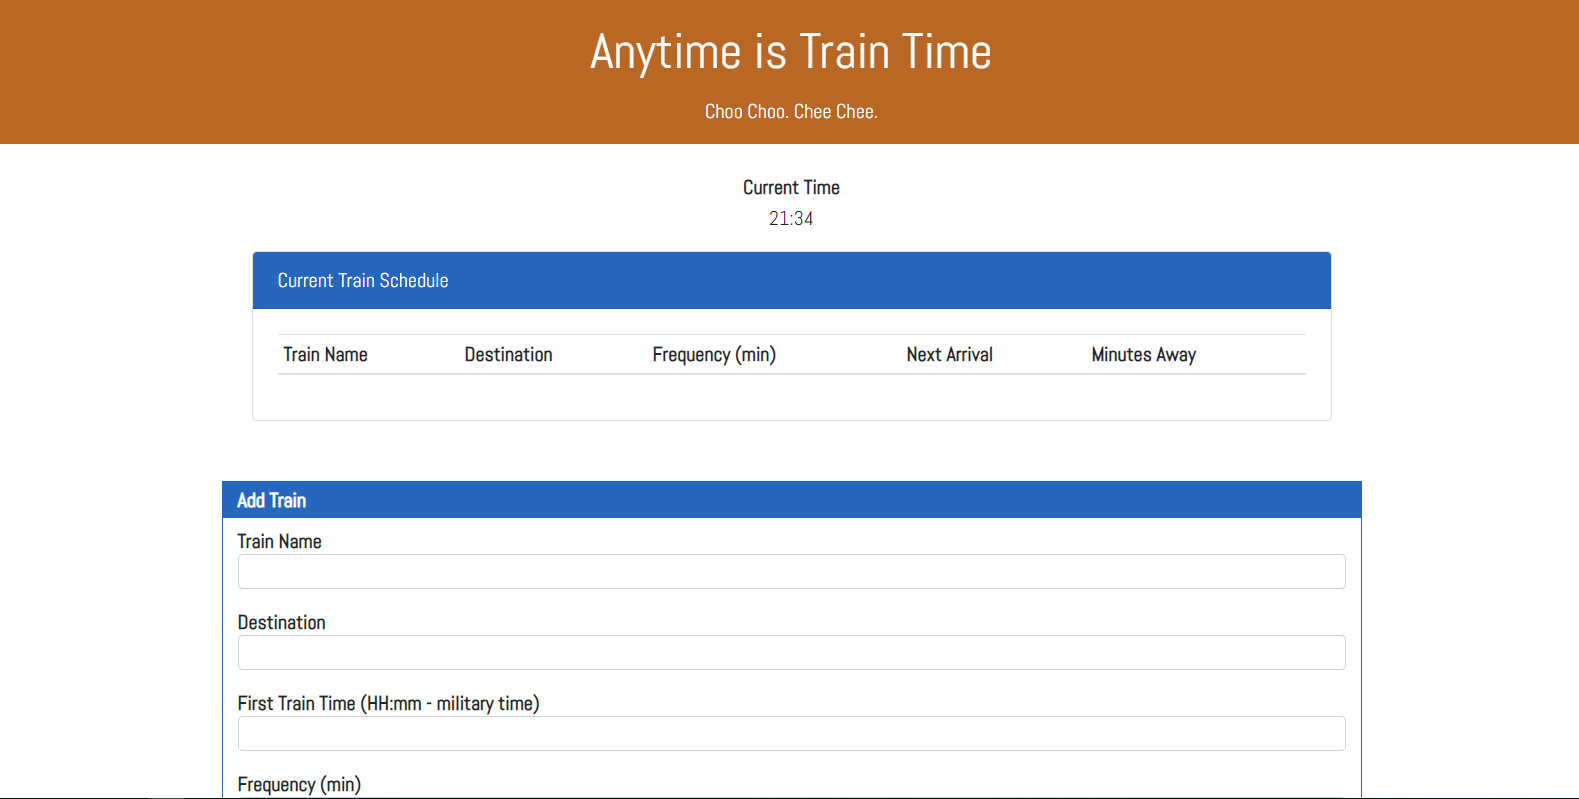 Anytime is Train Time
Choo Choo. Chee Chee.
Current Time
21:34
Current Train Schedule
Train Name Destination Frequency (min) Next Arrival Minutes Away
Add Train
Train Name
Destination
First Train Time (HH:mm - military time)
Frequency (min)